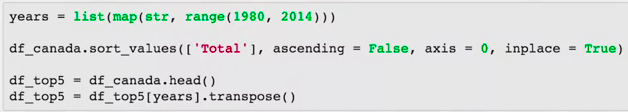 years = list(map(str, range(1980, 2014)))
df_canada.sort_values(['Total'], ascending = False, axis = 0, inplace = True)
df_top5 = df_canada.head()
df_top5 = df_top5[years].transpose()